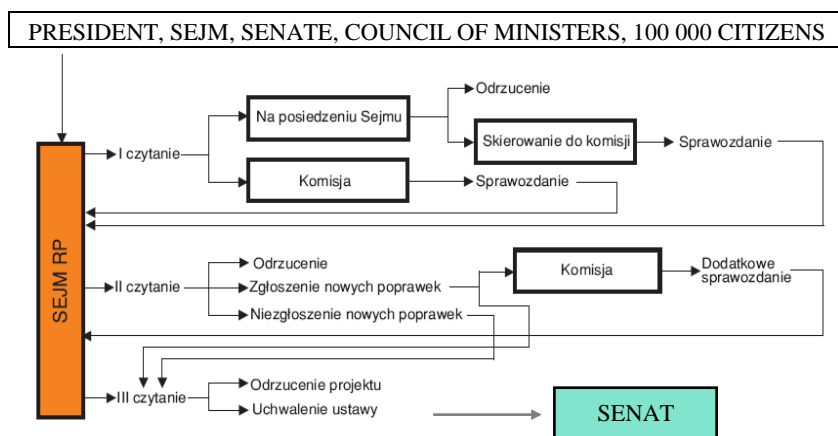 PRESIDENT, SEJM, SENATE, COUNCIL OF MINISTERS, 100 000 CITIZENS
SEJM RP
I czytanie
Na posiedzeniu Sejmu
Odrzucenie
Skierowanie do komisji
Sprawozdanie
Komisja
Sprawozdanie
II czytanie
Odrzucenie
Zgłoszenie nowych poprawek
Niezgłoszenie nowych poprawek
Komisja
Dodatkowe
sprawozdanie
III czytanie
Odrzucenie projektu
Uchwalenie ustawy
SENAT